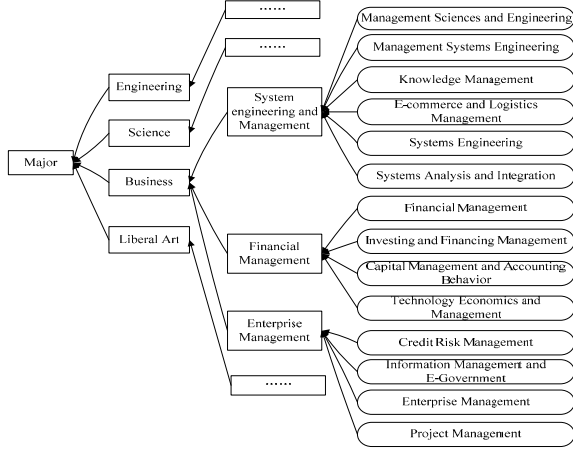 ......
......
Engineering
Science
Major
Business
Liberal Art
System
engineering and
Management
Financial
Management
Enterprise
Management
......
Management Sciences and Engineering
Management Systems Engineering
Knowledge Management
E-commerce and Logistics
Management
Systems Engineering
Systems Analysis and Integration
Financial Management
Investing and Financing Management
Capital Management and Accounting
Behavior
Technology Economics and
Management
Credit Risk Management
Information Management and
E-Government
Enterprise Management
Project Management